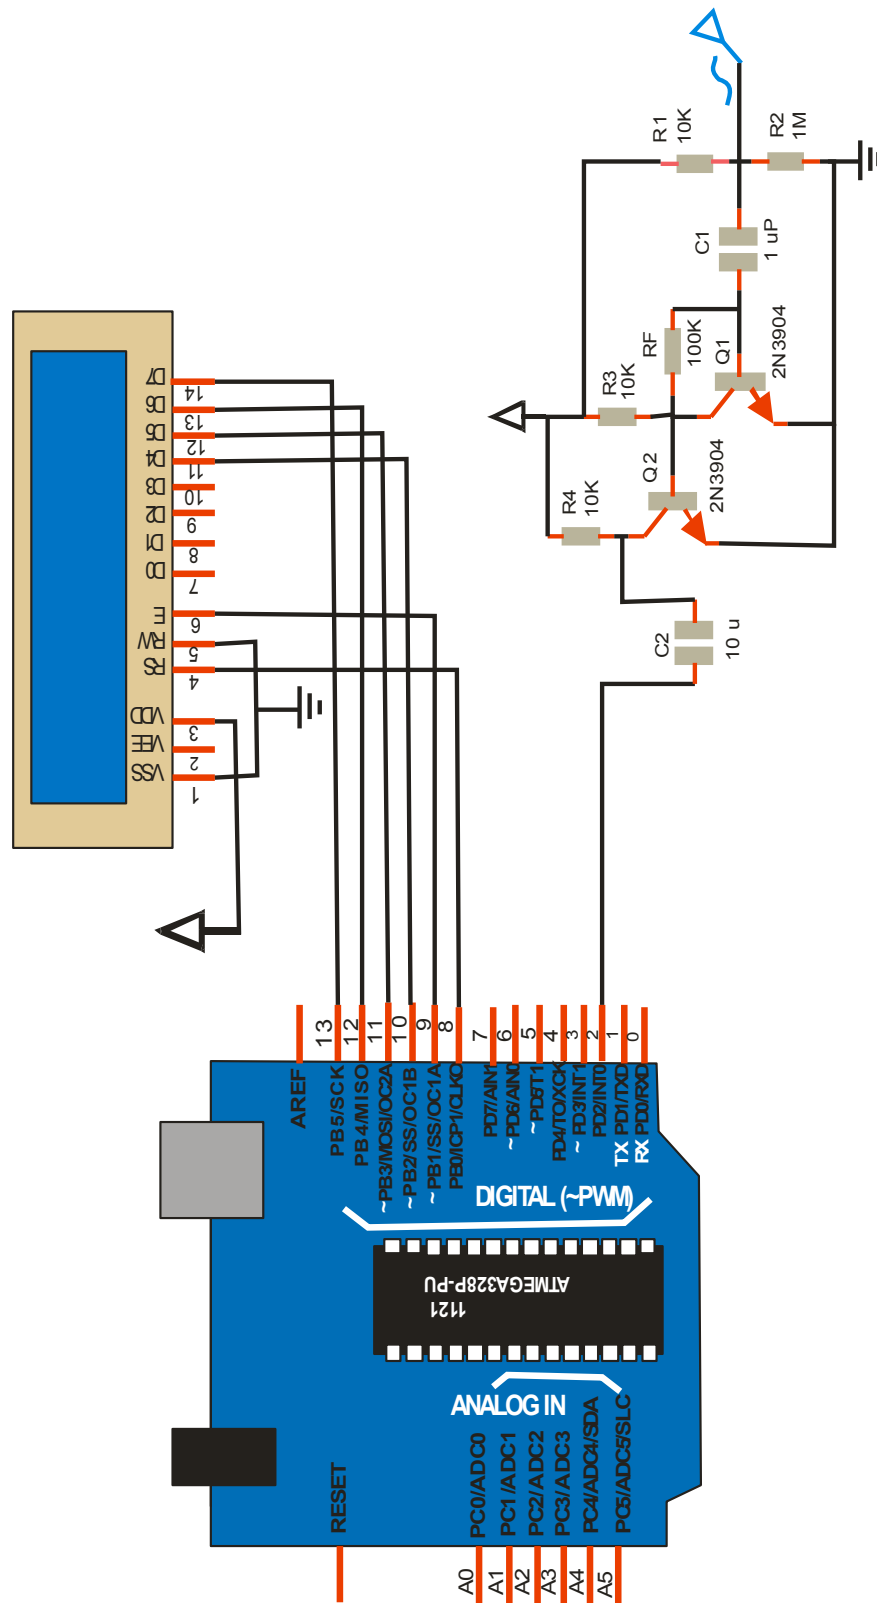 R1
10K
R2
1M
C1
1 uP
RF
100K
R3
10K
Q1
2N3904
Q2
2N3904
R4
10K
C2
10 u
D7
D6
D5
D4
D3
D2
D1
D0
E
RW
RS
VDD
VEE
VSS
14
13
12
11
10
9
8
7
6
5
4
3
2
1
AREF
13
12
11
10
9
8
7
6
5
4
3
2
1
0
PB5/SCK
PB4/MISO
~PB3/MOSI/OC2A
~PB2/SS/OC1B
~PB1/SS/OC1A
PB0/ICP1/CLKO
PD7/AIN1
~PD6/AIN0
~PD5/T1
PD4/TO/XCK
~PD3/INT1
PD2/INT0
TX PD1/TXD
RX PD0/RXD
DIGITAL (~PWM)
ATMEGA328P-PU
1121
ANALOG IN
RESET
PC0/ADC0
PC1/ADC1
PC2/ADC2
PC3/ADC3
PC4/ADC4/SDA
PC5/ADC5/SLC
A0
A1
A2
A3
A4
A5